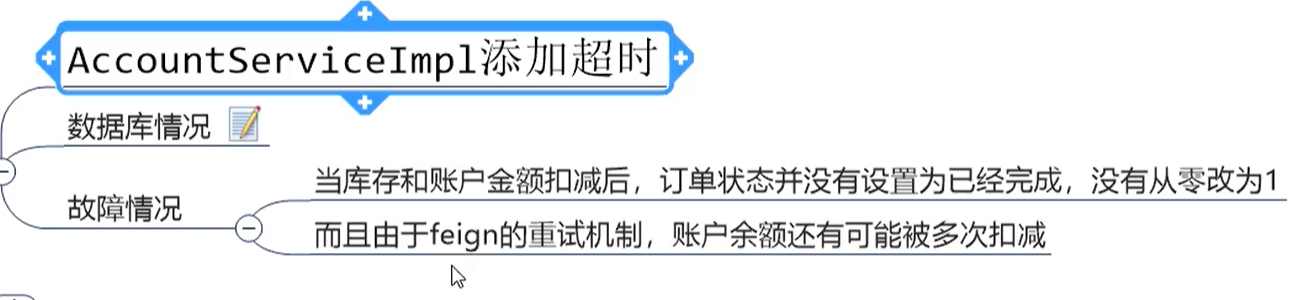 AccountServiceImpl添加超时
数据库情况
故障情况
当库存和账户金额扣减后，订单状态并没有设置为已经完成，没有从零改为1
而且由于feign的重试机制，账户余额还有可能被多次扣减